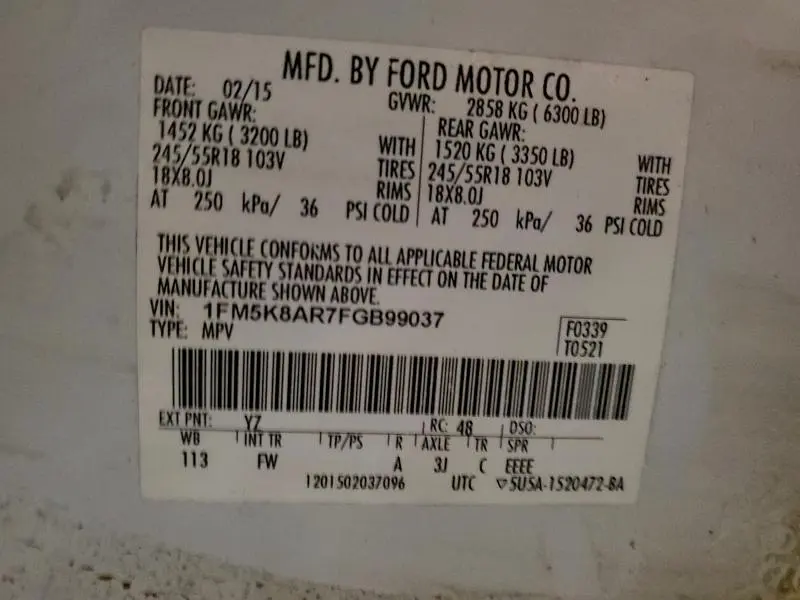 MFD. BY FORD MOTOR CO.
DATE: 02/15 GVWR: 2858 KG ( 6300 LB)
FRONT GAWR: REAR GAWR:
1452 KG ( 3200 LB) WITH 1520 KG ( 3350 LB) WITH
245/55R18 103V TIRES 245/55R18 103V TIRES
18X8.0J RIMS 18X8.0J RIMS
AT 250 kPa/ 36 PSI COLD AT 250 kPa/ 36 PSI COLD
THIS VEHICLE CONFORMS TO ALL APPLICABLE FEDERAL MOTOR
VEHICLE SAFETY STANDARDS IN EFFECT ON THE DATE OF
MANUFACTURE SHOWN ABOVE.
VIN: 1FM5K8AR7FGB99037 F0339
TYPE: MPV T0521
EXT PNT: YZ RC: 48 DSO:
WB INT TR TP/PS R AXLE TR SPR
113 FW A 3J C EEEE
1201502037096 UTC ▽5U5A-1520472-BA